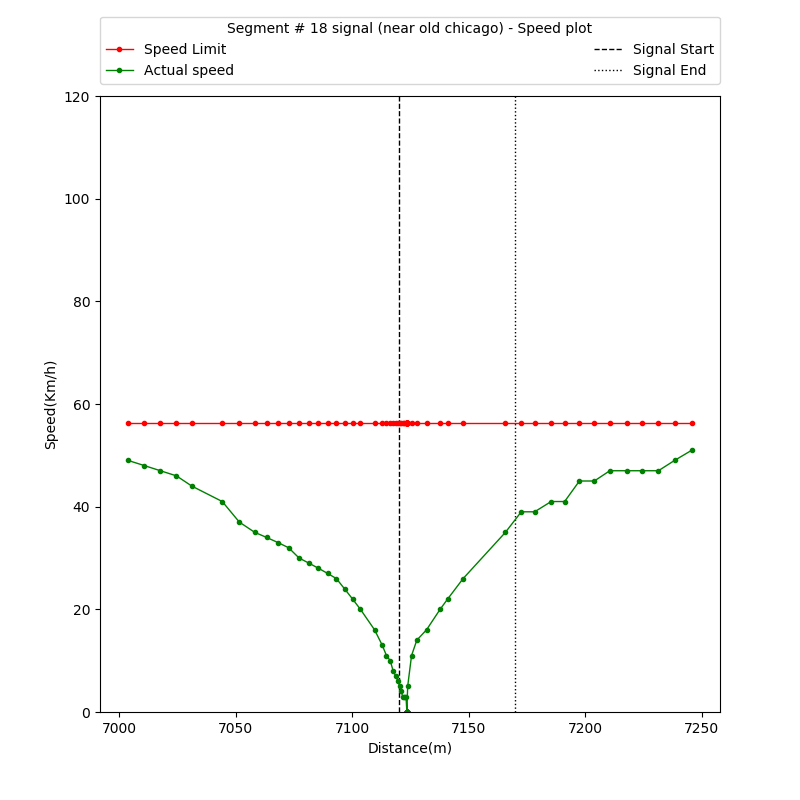 Segment # 18 signal (near old chicago) - Speed plot
Speed Limit
Actual speed
Signal Start
Signal End
120
100
80
60
40
20
0
Speed(Km/h)
7000 7050 7100 7150 7200 7250
Distance(m)